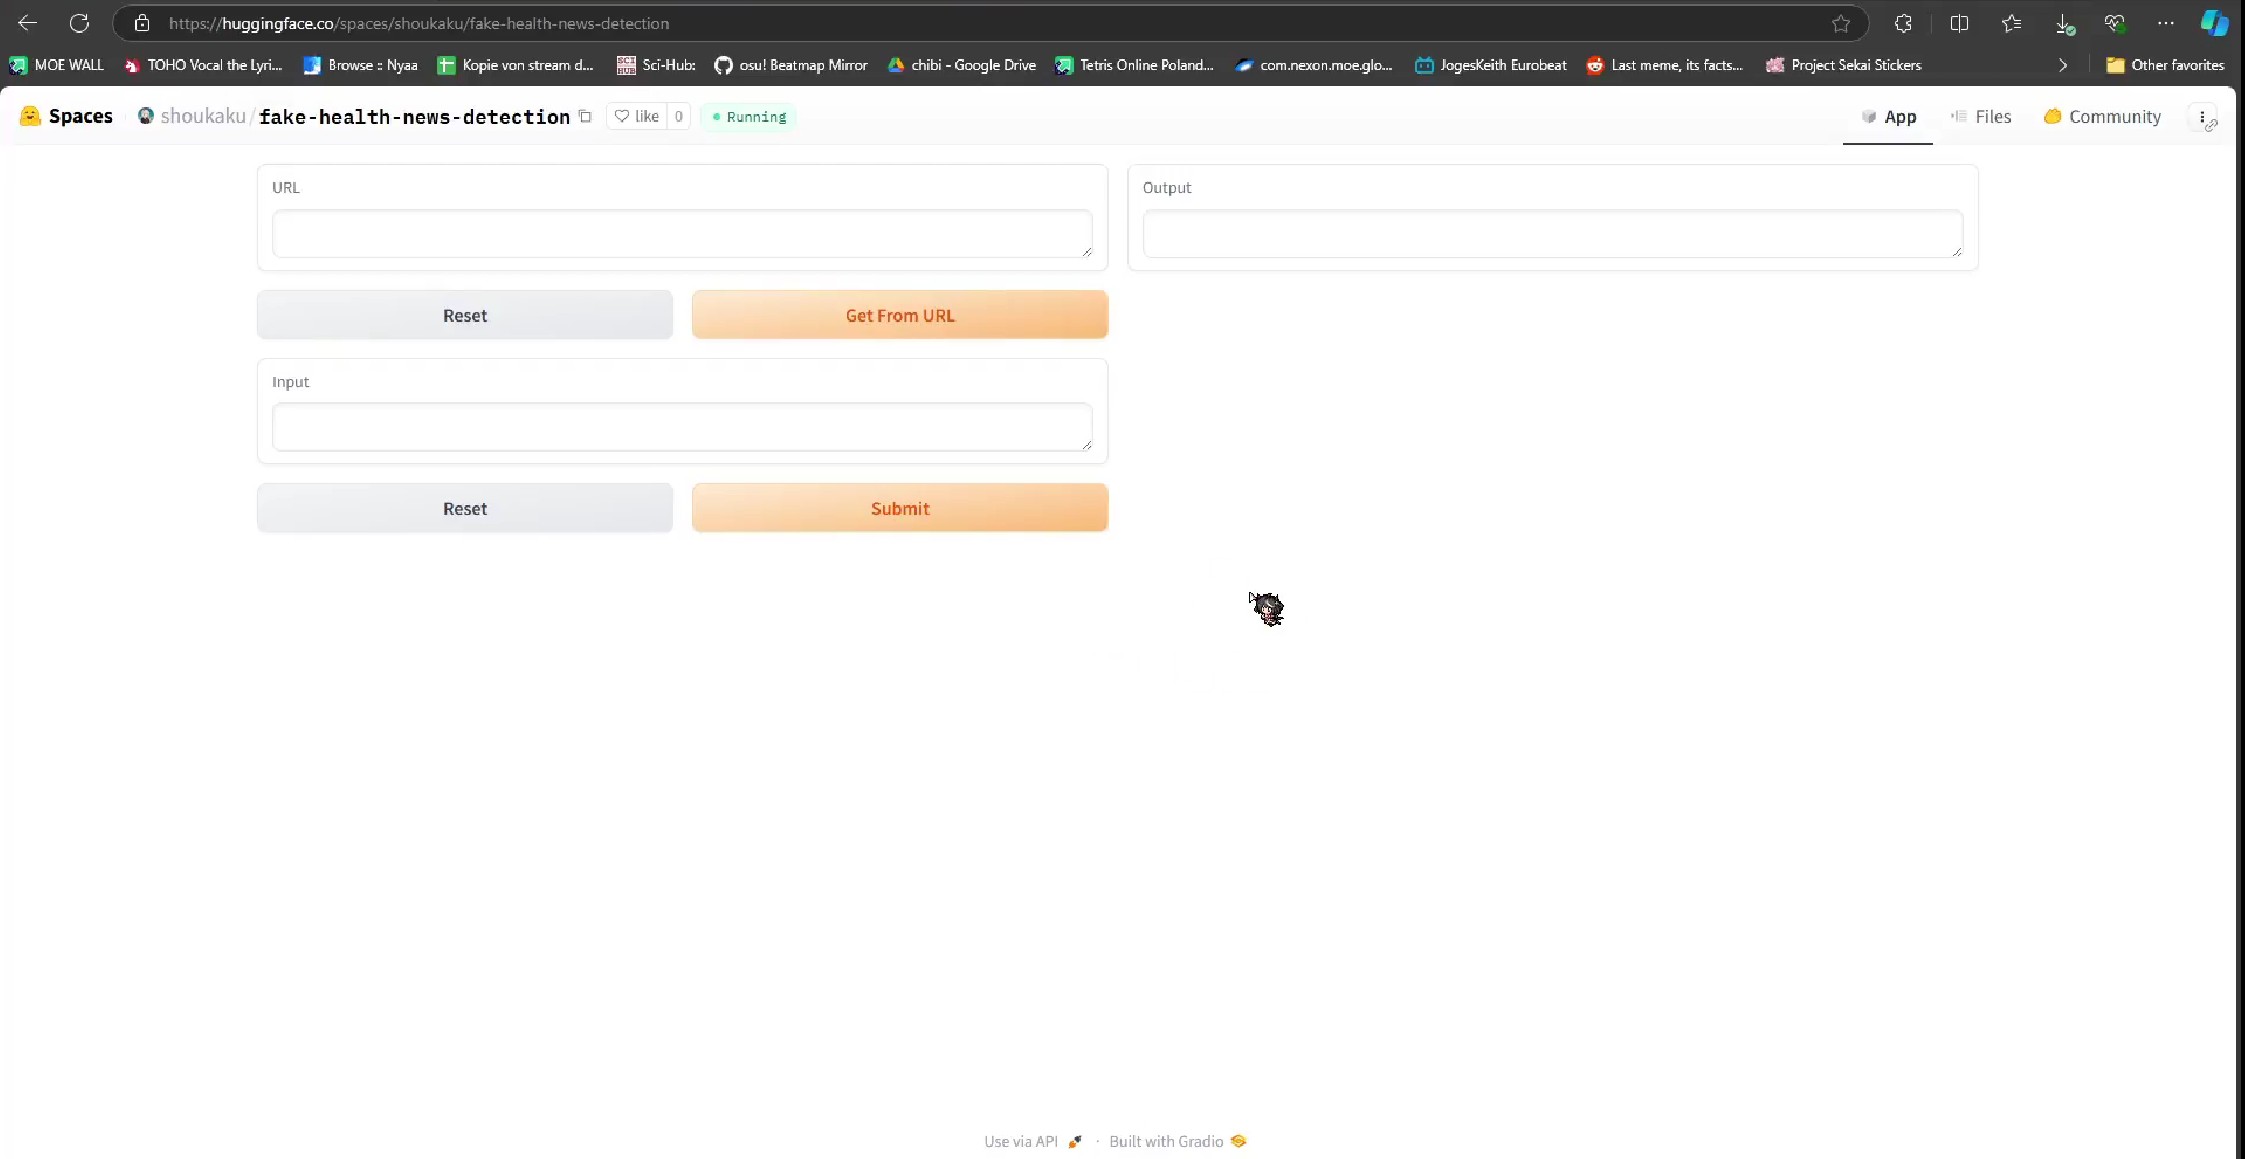 https://huggingface.co/spaces/shoukaku/fake-health-news-detection
MOE WALL TOHO Vocal the Lyri... Browse :: Nyaa Kopie von stream d... Sci-Hub: osu! Beatmap Mirror chibi - Google Drive Tetris Online Poland... com.nexon.moe.glo... JogesKeith Eurobeat Last meme, its facts... Project Sekai Stickers Other favorites
Spaces shoukaku/fake-health-news-detection like 0 Running App Files Community
URL
Output
Reset Get From URL
Input
Reset Submit
Use via API · Built with Gradio